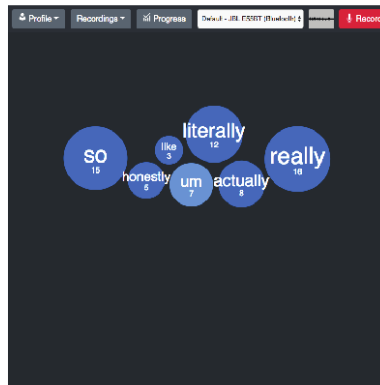 Profile Recordings Progress Default - JBL E55BT (Bluetooth) Record
literally
12
like
3
so
15
really
16
honestly
5
um
7
actually
8